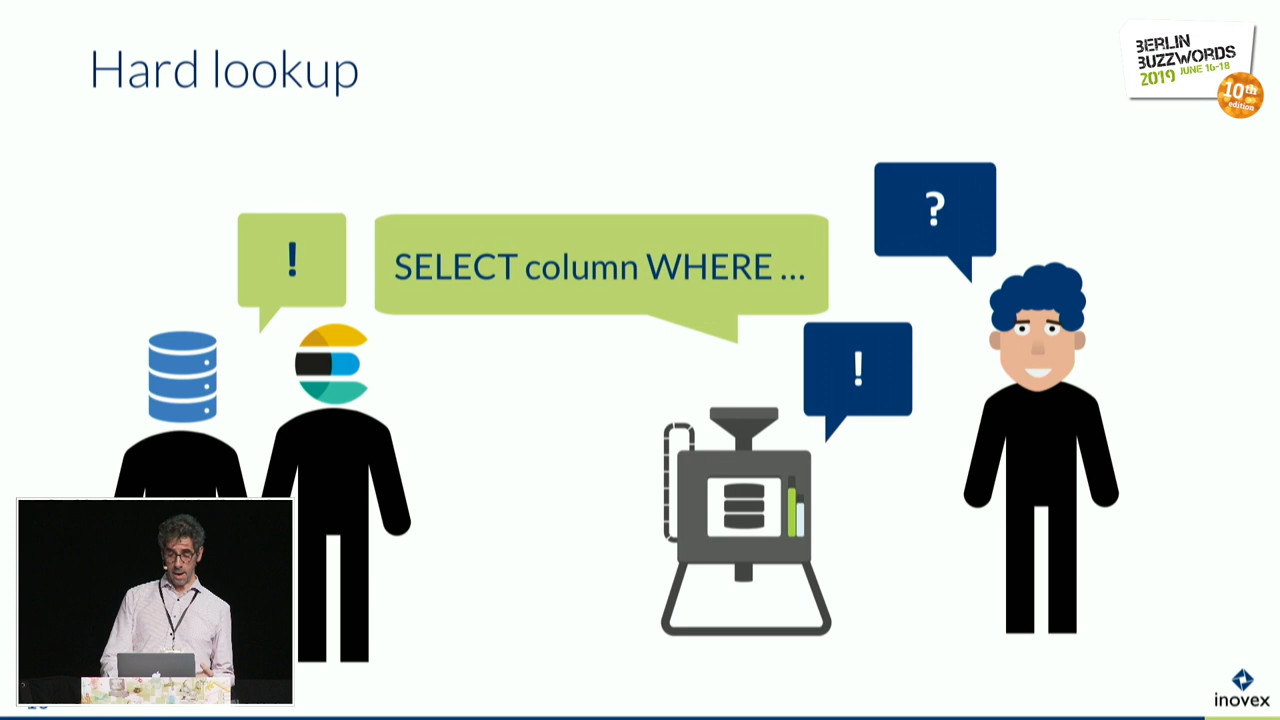 Hard lookup
BERLIN
BUZZWORDS
2019 JUNE 16-18
10th
edition
?
!
SELECT column WHERE ...
!
inovex